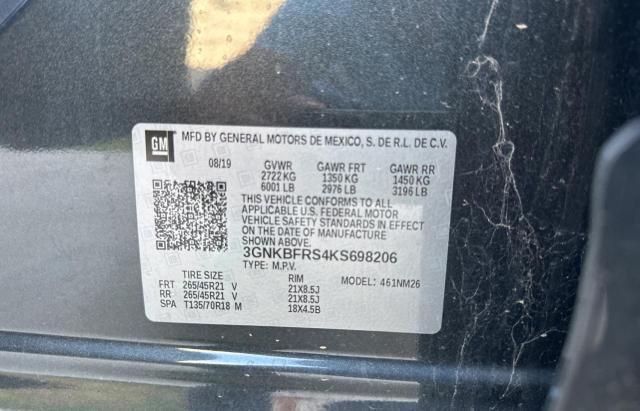 GM MFD BY GENERAL MOTORS DE MEXICO, S. DE R.L. DE C.V.
08/19 GVWR GAWR FRT GAWR RR
2722 KG 1350 KG 1450 KG
6001 LB 2976 LB 3196 LB
THIS VEHICLE CONFORMS TO ALL
APPLICABLE U.S. FEDERAL MOTOR
VEHICLE SAFETY STANDARDS IN EFFECT
ON THE DATE OF MANUFACTURE
SHOWN ABOVE.
3GNKBFRS4KS698206
TYPE: M.P.V. MODEL: 461NM26
TIRE SIZE RIM
FRT 265/45R21 V 21X8.5J
RR 265/45R21 V 21X8.5J
SPA T135/70R18 M 18X4.5B